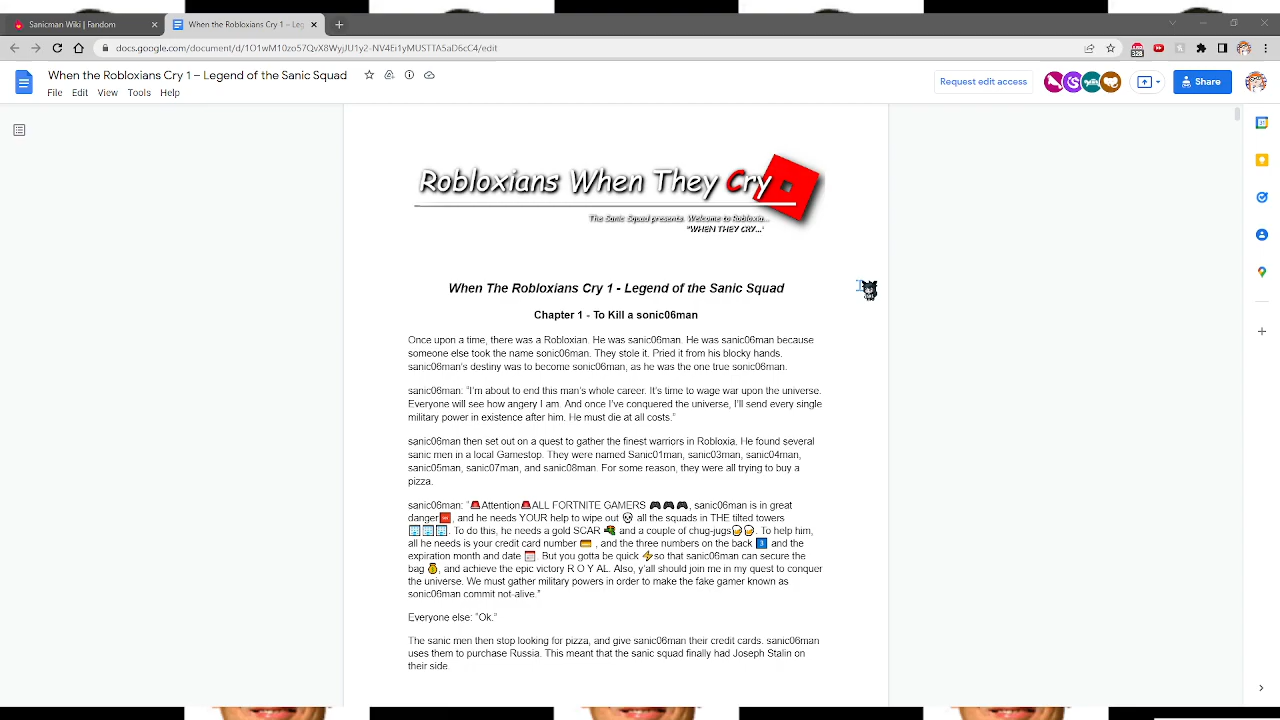 Sanicman Wiki | Fandom
When the Robloxians Cry 1 – Leg
docs.google.com/document/d/1O1wM10zo57QvX8WyjJU1y2-NV4Ei1yMUSTTA5aD6cC4/edit
When the Robloxians Cry 1 – Legend of the Sanic Squad
File Edit View Tools Help
Request edit access
Share
Robloxians When They Cry
The Sanic Squad presents. Welcome to Robloxia...
"WHEN THEY CRY..."
When The Robloxians Cry 1 - Legend of the Sanic Squad
Chapter 1 - To Kill a sonic06man
Once upon a time, there was a Robloxian. He was sanic06man. He was sanic06man because
someone else took the name sonic06man. They stole it. Pried it from his blocky hands.
sanic06man's destiny was to become sonic06man, as he was the one true sonic06man.
sanic06man: “I'm about to end this man's whole career. It's time to wage war upon the universe.
Everyone will see how angry I am. And once I've conquered the universe, I'll send every single
military power in existence after him. He must die at all costs.”
sanic06man then set out on a quest to gather the finest warriors in Robloxia. He found several
sanic men in a local Gamestop. They were named Sanic01man, sanic03man, sanic04man,
sanic05man, sanic07man, and sanic08man. For some reason, they were all trying to buy a
pizza.
sanic06man: “🚨Attention🚨ALL FORTNITE GAMERS 🎮🎮🎮, sanic06man is in great
danger🆘, and he needs YOUR help to wipe out 💀 all the squads in THE tilted towers
🏢🏢🏢. To do this, he needs a gold SCAR 🔫 and a couple of chug-jugs🍺🍺. To help him,
all he needs is your credit card number 💳 , and the three numbers on the back 3️⃣ and the
expiration month and date 📅. But you gotta be quick ⚡so that sanic06man can secure the
bag 💰, and achieve the epic victory R O Y AL. Also, y'all should join me in my quest to conquer
the universe. We must gather military powers in order to make the fake gamer known as
sonic06man commit not-alive.”
Everyone else: “Ok.”
The sanic men then stop looking for pizza, and give sanic06man their credit cards. sanic06man
uses them to purchase Russia. This meant that the sanic squad finally had Joseph Stalin on
their side.